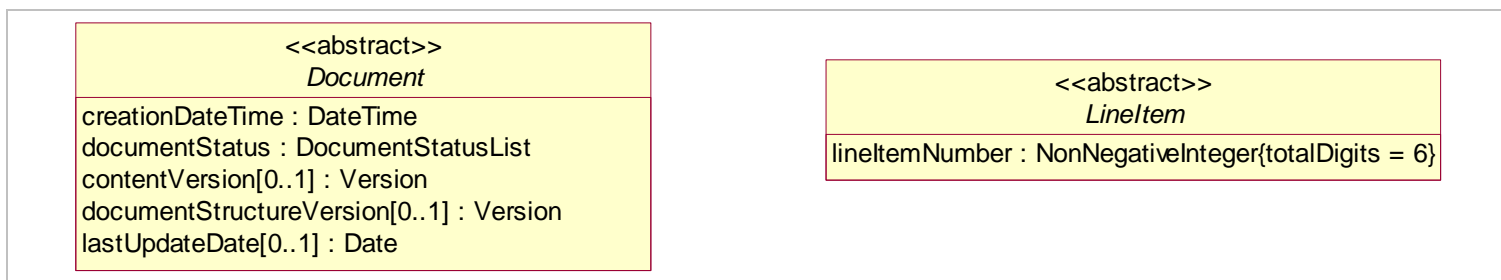 <<abstract>>
Document
creationDateTime : DateTime
documentStatus : DocumentStatusList
contentVersion[0..1] : Version
documentStructureVersion[0..1] : Version
lastUpdateDate[0..1] : Date
<<abstract>>
LineItem
lineItemNumber : NonNegativeInteger{totalDigits = 6}